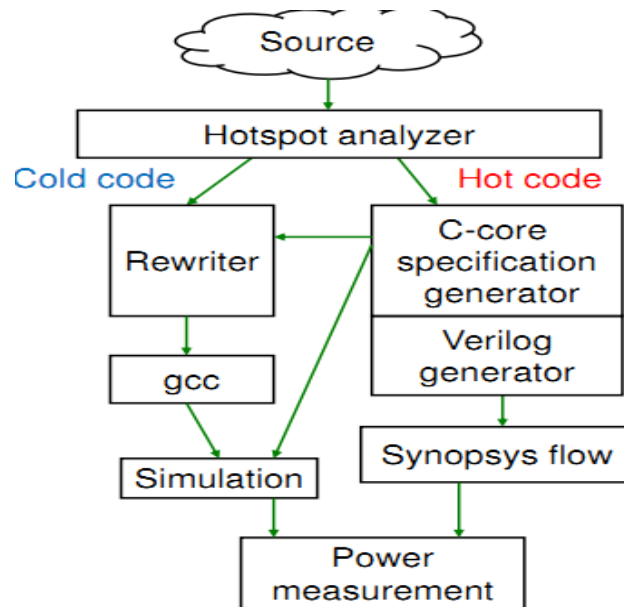 Source
Hotspot analyzer
Cold code
Hot code
Rewriter
C-core
specification
generator
Verilog
generator
gcc
Synopsys flow
Simulation
Power
measurement